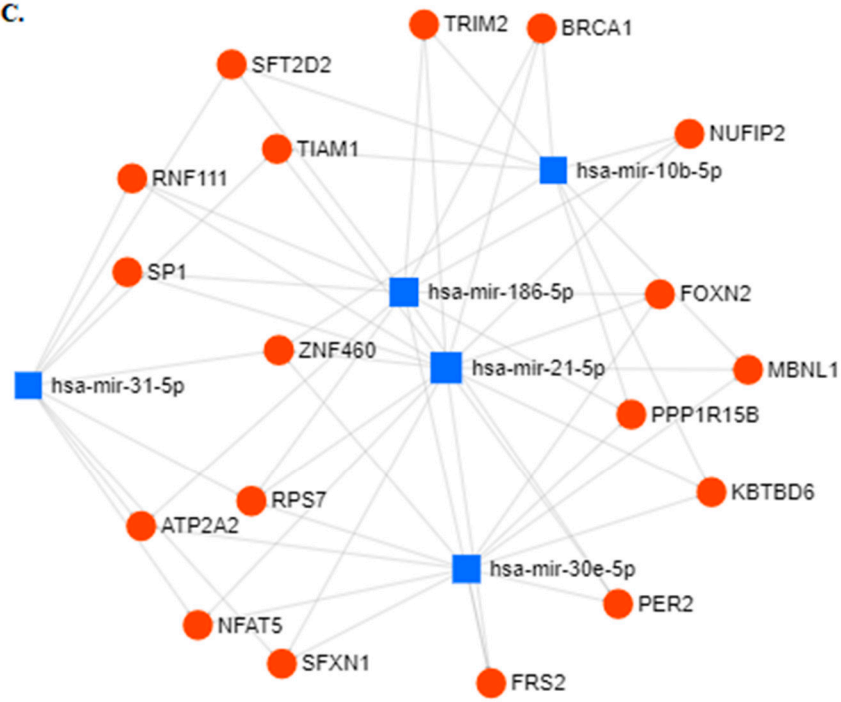 C.
TRIM2
BRCA1
SFT2D2
NUFIP2
TIAM1
hsa-mir-10b-5p
RNF111
SP1
hsa-mir-186-5p
FOXN2
ZNF460
hsa-mir-21-5p
MBNL1
hsa-mir-31-5p
PPP1R15B
KBTBD6
RPS7
ATP2A2
hsa-mir-30e-5p
PER2
NFAT5
SFXN1
FRS2